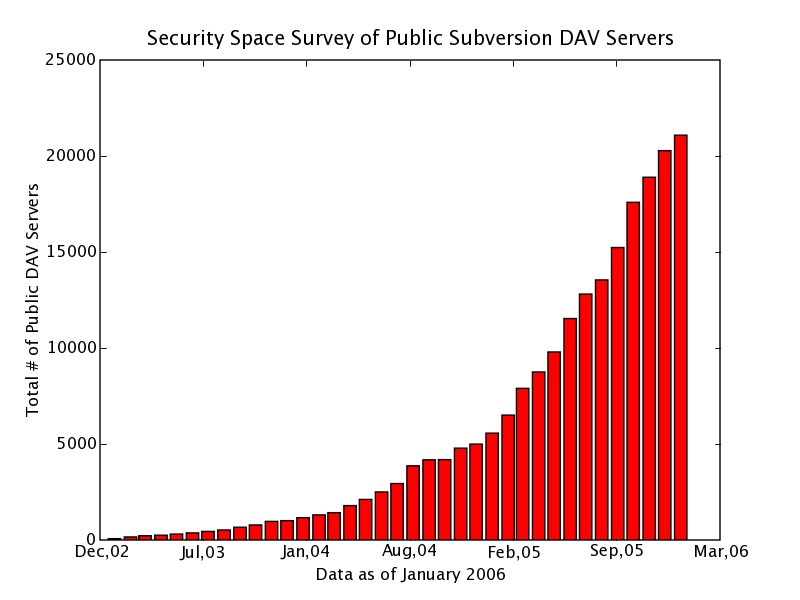 Security Space Survey of Public Subversion DAV Servers
25000
20000
15000
10000
5000
0
Total # of Public DAV Servers
Dec,02 Jul,03 Jan,04 Aug,04 Feb,05 Sep,05 Mar,06
Data as of January 2006